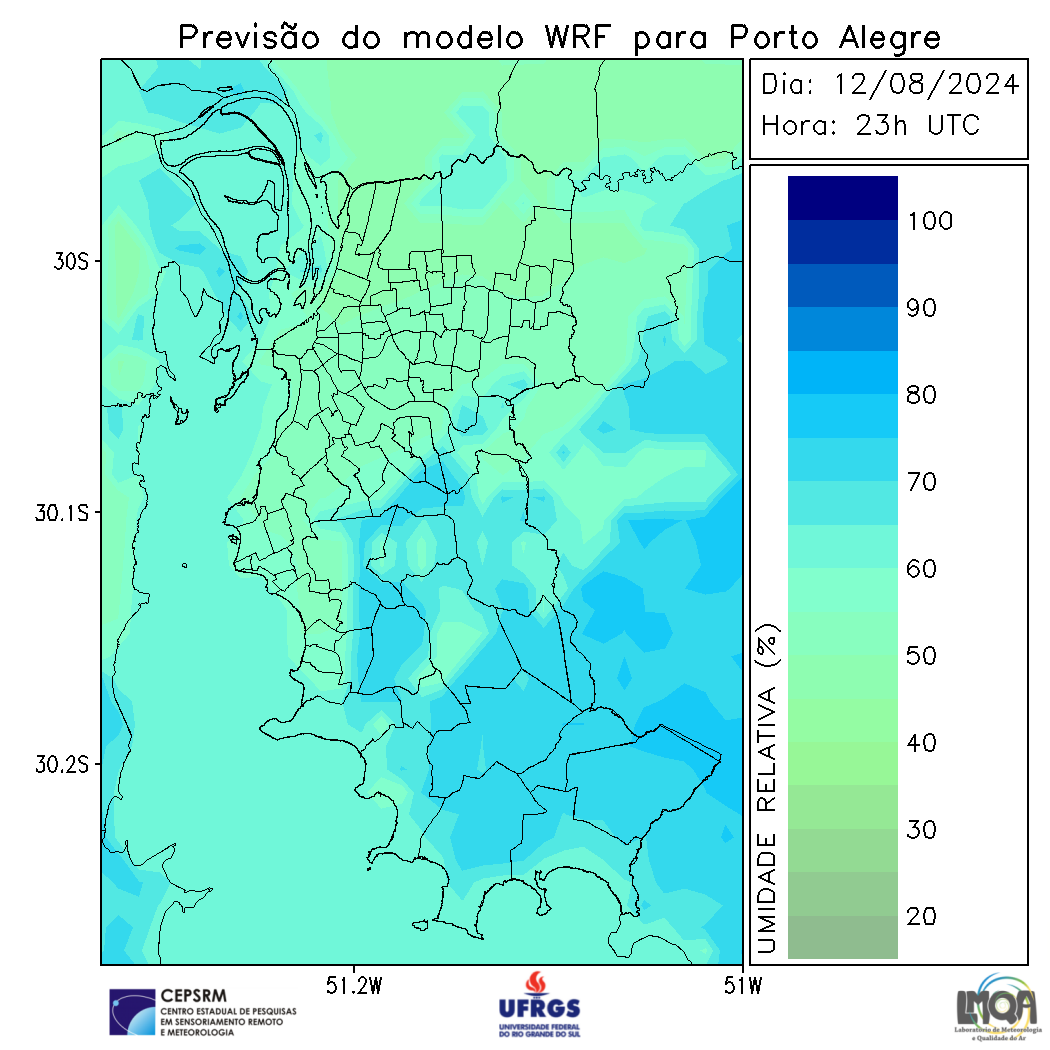 Previsão do modelo WRF para Porto Alegre
Dia: 12/08/2024
Hora: 23h UTC
100
90
80
70
60
50
40
30
20
UMIDADE RELATIVA (%)
30S
30.1S
30.2S
51.2W
51W
CEPSRM
CENTRO ESTADUAL DE PESQUISAS
EM SENSORIAMENTO REMOTO
E METEOROLOGIA
UFRGS
UNIVERSIDADE FEDERAL
DO RIO GRANDE DO SUL
LMQA
Laboratório de Meteorologia
e Qualidade do Ar